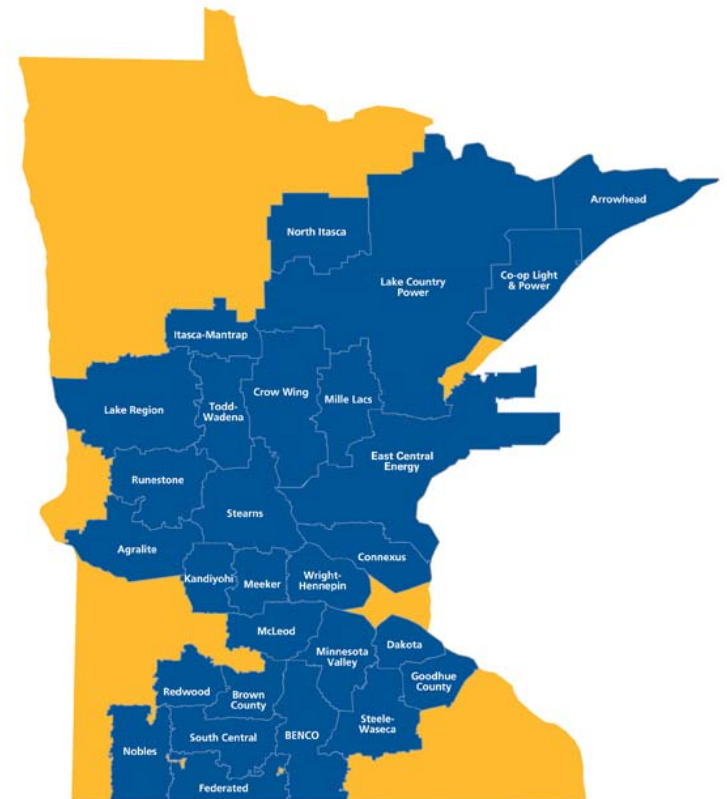 Arrowhead
North Itasca
Co-op Light
& Power
Lake Country
Power
Itasca-Mantrap
Crow Wing
Mille Lacs
Lake Region
Todd-
Wadena
East Central
Energy
Runestone
Stearns
Agralite
Connexus
Kandiyohi
Meeker
Wright-
Hennepin
McLeod
Minnesota
Valley
Dakota
Goodhue
County
Redwood
Brown
County
Steele-
Waseca
South Central
BENCO
Nobles
Federated